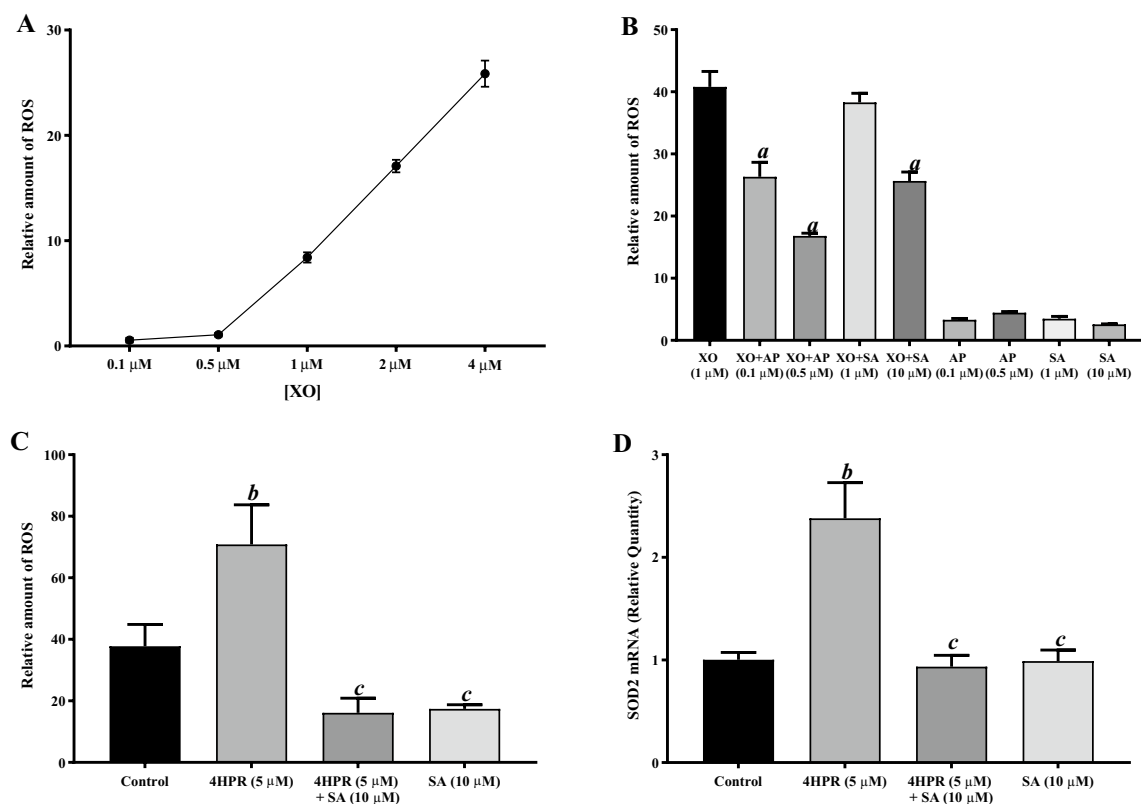 A
Relative amount of ROS
30
20
10
0
0.1 µM 0.5 µM 1 µM 2 µM 4 µM
[XO]
B
Relative amount of ROS
50
40
30
20
10
0
a
a
a
XO XO+AP XO+AP XO+SA XO+SA AP AP SA SA
(1 µM) (0.1 µM) (0.5 µM) (1 µM) (10 µM) (0.1 µM) (0.5 µM) (1 µM) (10 µM)
C
Relative amount of ROS
100
80
60
40
20
0
b
c
c
Control 4HPR (5 µM) 4HPR (5 µM) SA (10 µM)
+ SA (10 µM)
D
SOD2 mRNA (Relative Quantity)
3
2
1
0
b
c
c
Control 4HPR (5 µM) 4HPR (5 µM) SA (10 µM)
+ SA (10 µM)